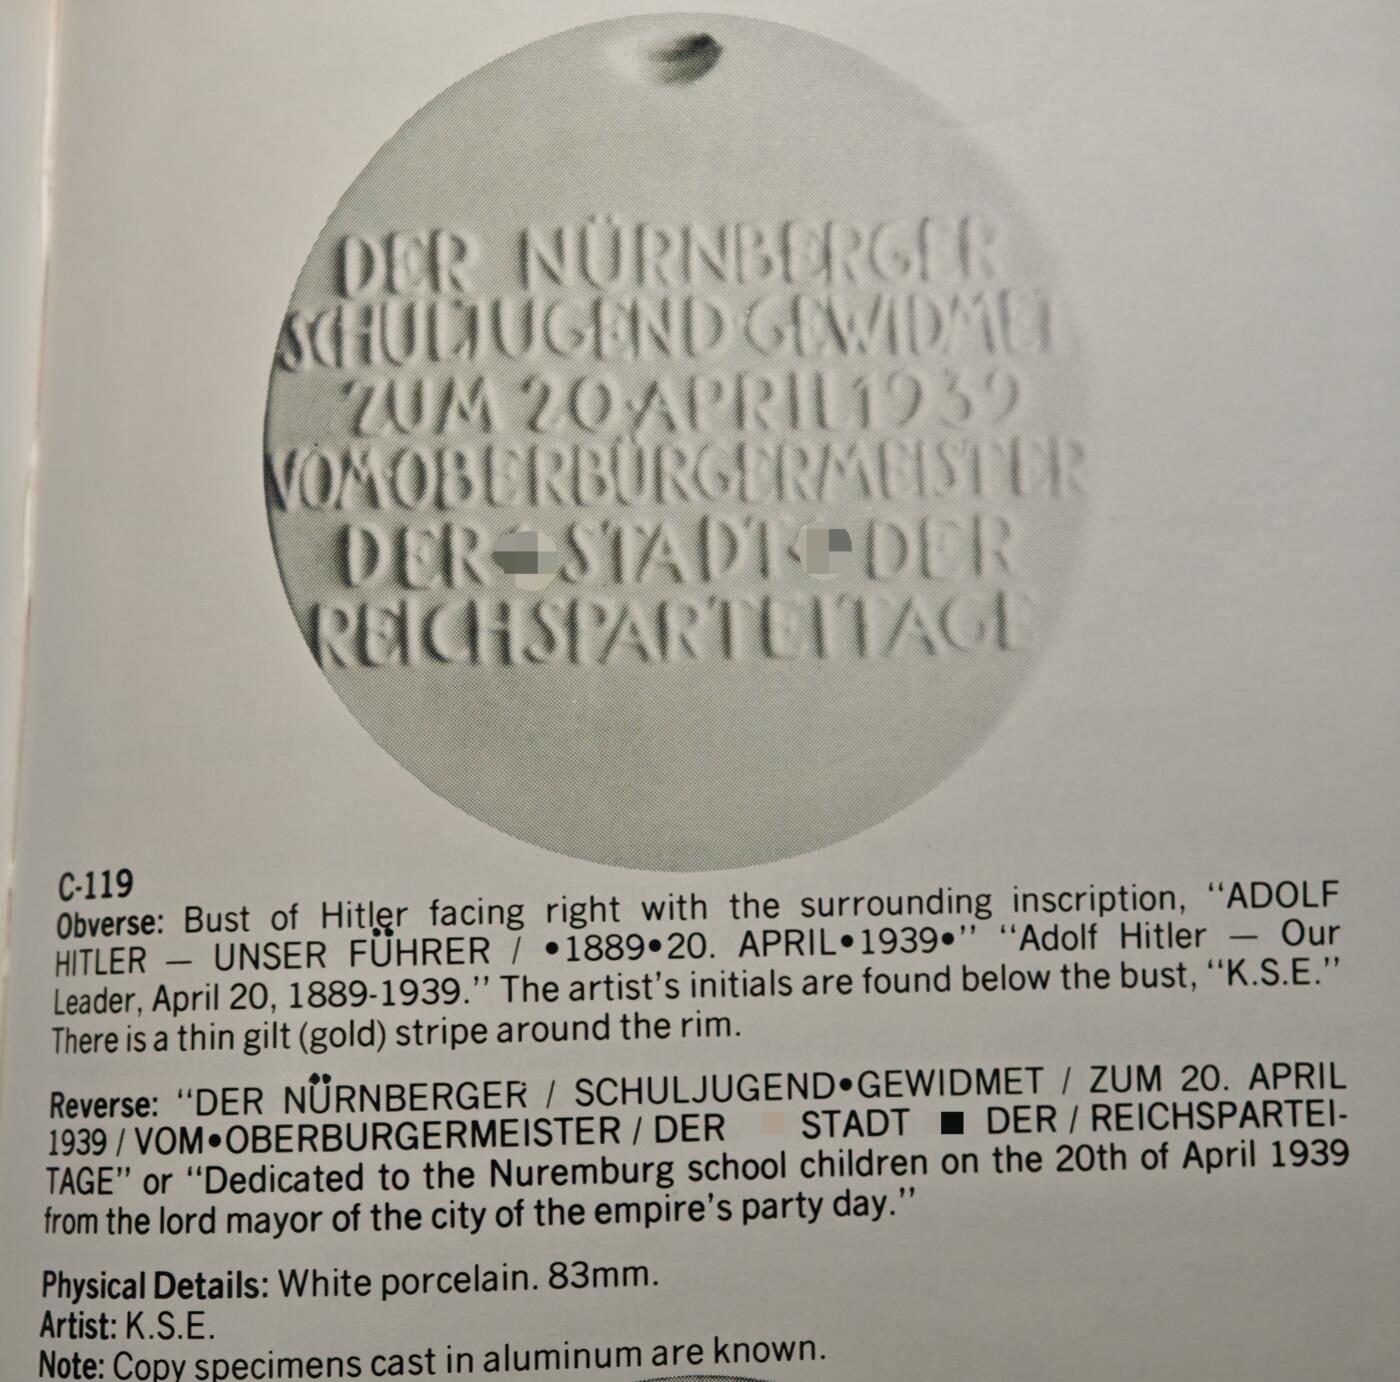 DER NÜRNBERGER
SCHULJUGEND·GEWIDMET
ZUM 20·APRIL 1939
VOM·OBERBÜRGERMEISTER
DER STADT DER
REICHSPARTEITAGE
C-119
Obverse: Bust of Hitler facing right with the surrounding inscription, “ADOLF
HITLER — UNSER FÜHRER / •1889•20. APRIL•1939•” “Adolf Hitler — Our
Leader, April 20, 1889-1939.” The artist’s initials are found below the bust, “K.S.E.”
There is a thin gilt (gold) stripe around the rim.
Reverse: “DER NÜRNBERGER / SCHULJUGEND•GEWIDMET / ZUM 20. APRIL
1939 / VOM•OBERBURGERMEISTER / DER STADT DER / REICHSPARTEI-
TAGE” or “Dedicated to the Nuremburg school children on the 20th of April 1939
from the lord mayor of the city of the empire’s party day.”
Physical Details: White porcelain. 83mm.
Artist: K.S.E.
Note: Copy specimens cast in aluminum are known.